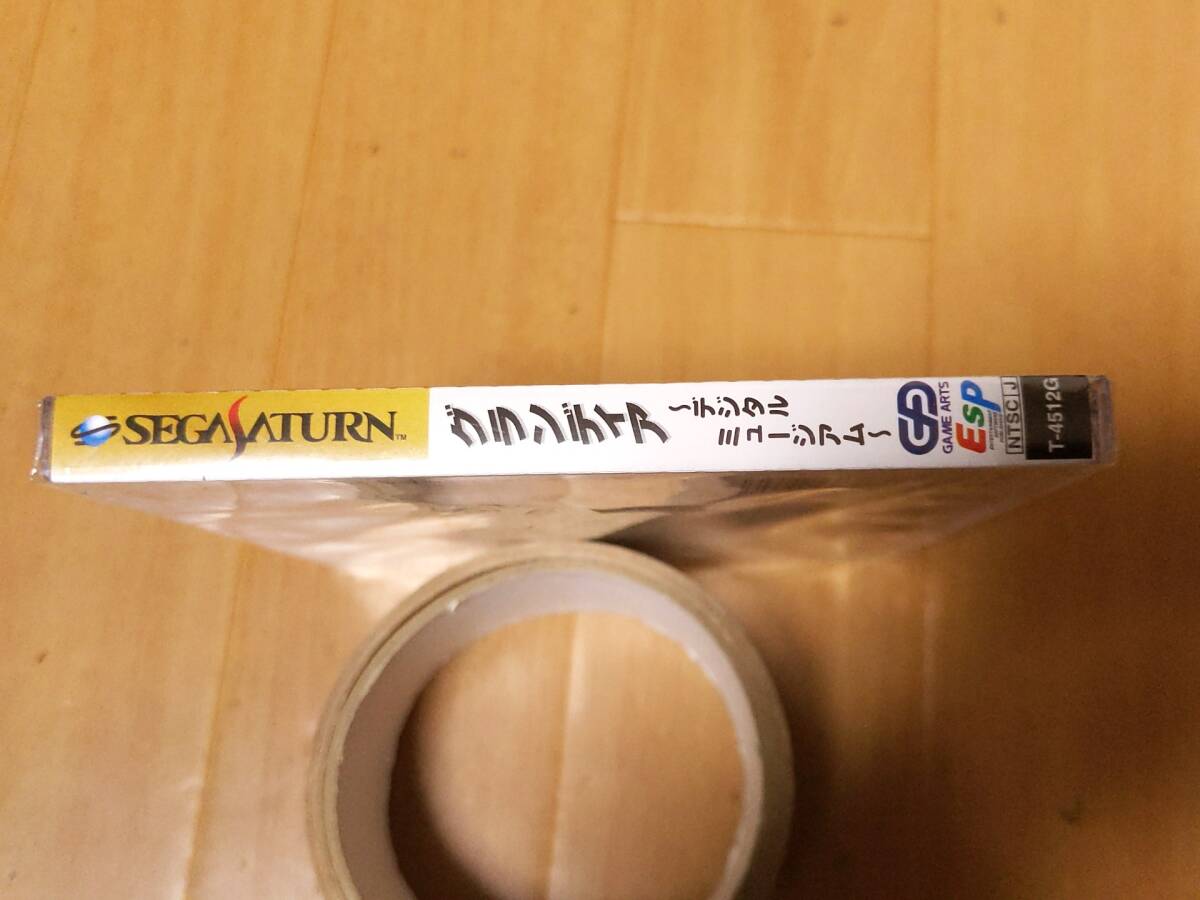 SEGA SATURN™
グランディア
~デジタル
ミュージアム~
GAME ARTS
ESP
NTSC J
T-4512G